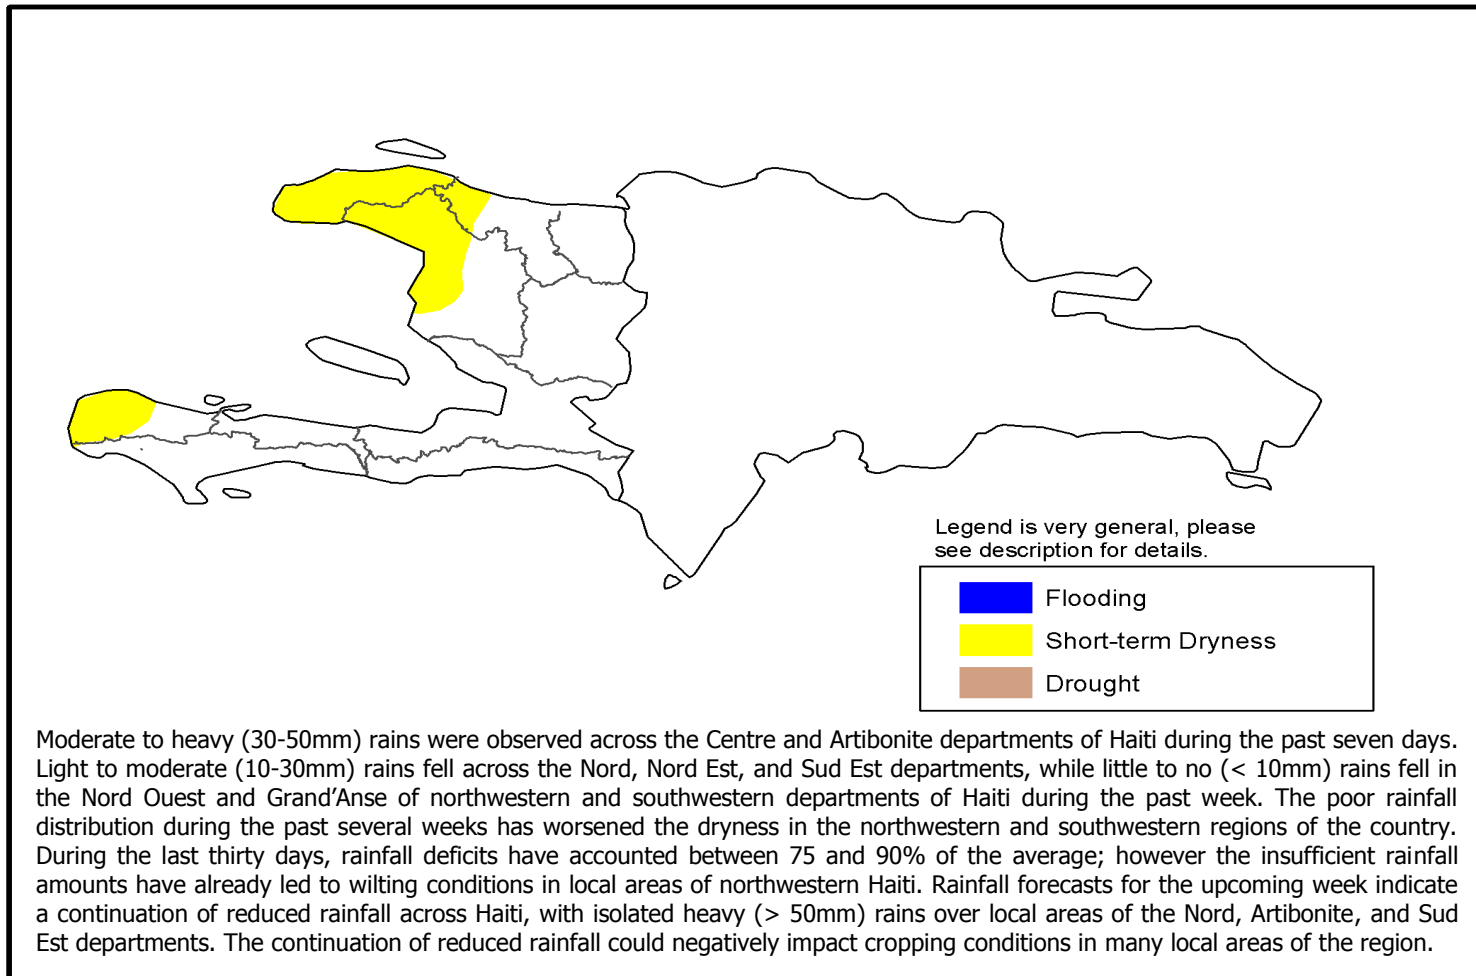 Legend is very general, please
see description for details.
Flooding
Short-term Dryness
Drought
Moderate to heavy (30-50mm) rains were observed across the Centre and Artibonite departments of Haiti during the past seven days.
Light to moderate (10-30mm) rains fell across the Nord, Nord Est, and Sud Est departments, while little to no (< 10mm) rains fell in
the Nord Ouest and Grand’Anse of northwestern and southwestern departments of Haiti during the past week. The poor rainfall
distribution during the past several weeks has worsened the dryness in the northwestern and southwestern regions of the country.
During the last thirty days, rainfall deficits have accounted between 75 and 90% of the average; however the insufficient rainfall
amounts have already led to wilting conditions in local areas of northwestern Haiti. Rainfall forecasts for the upcoming week indicate
a continuation of reduced rainfall across Haiti, with isolated heavy (> 50mm) rains over local areas of the Nord, Artibonite, and Sud
Est departments. The continuation of reduced rainfall could negatively impact cropping conditions in many local areas of the region.